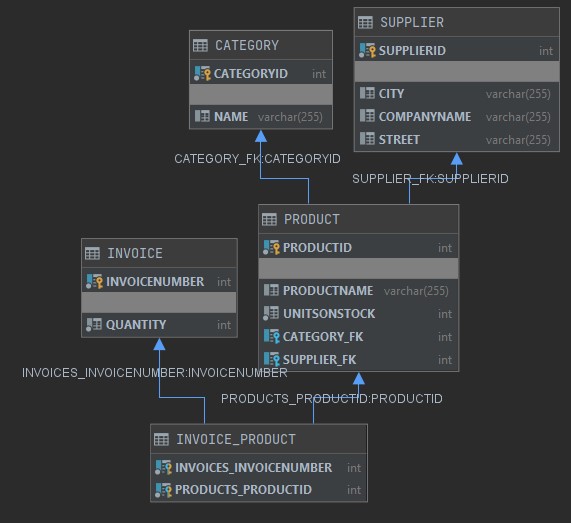 SUPPLIER
SUPPLIERID int
CITY varchar(255)
COMPANYNAME varchar(255)
STREET varchar(255)
CATEGORY
CATEGORYID int
NAME varchar(255)
CATEGORY_FK:CATEGORYID
SUPPLIER_FK:SUPPLIERID
PRODUCT
PRODUCTID int
PRODUCTNAME varchar(255)
UNITSONSTOCK int
CATEGORY_FK int
SUPPLIER_FK int
INVOICE
INVOICENUMBER int
QUANTITY int
INVOICES_INVOICENUMBER:INVOICENUMBER
PRODUCTS_PRODUCTID:PRODUCTID
INVOICE_PRODUCT
INVOICES_INVOICENUMBER int
PRODUCTS_PRODUCTID int